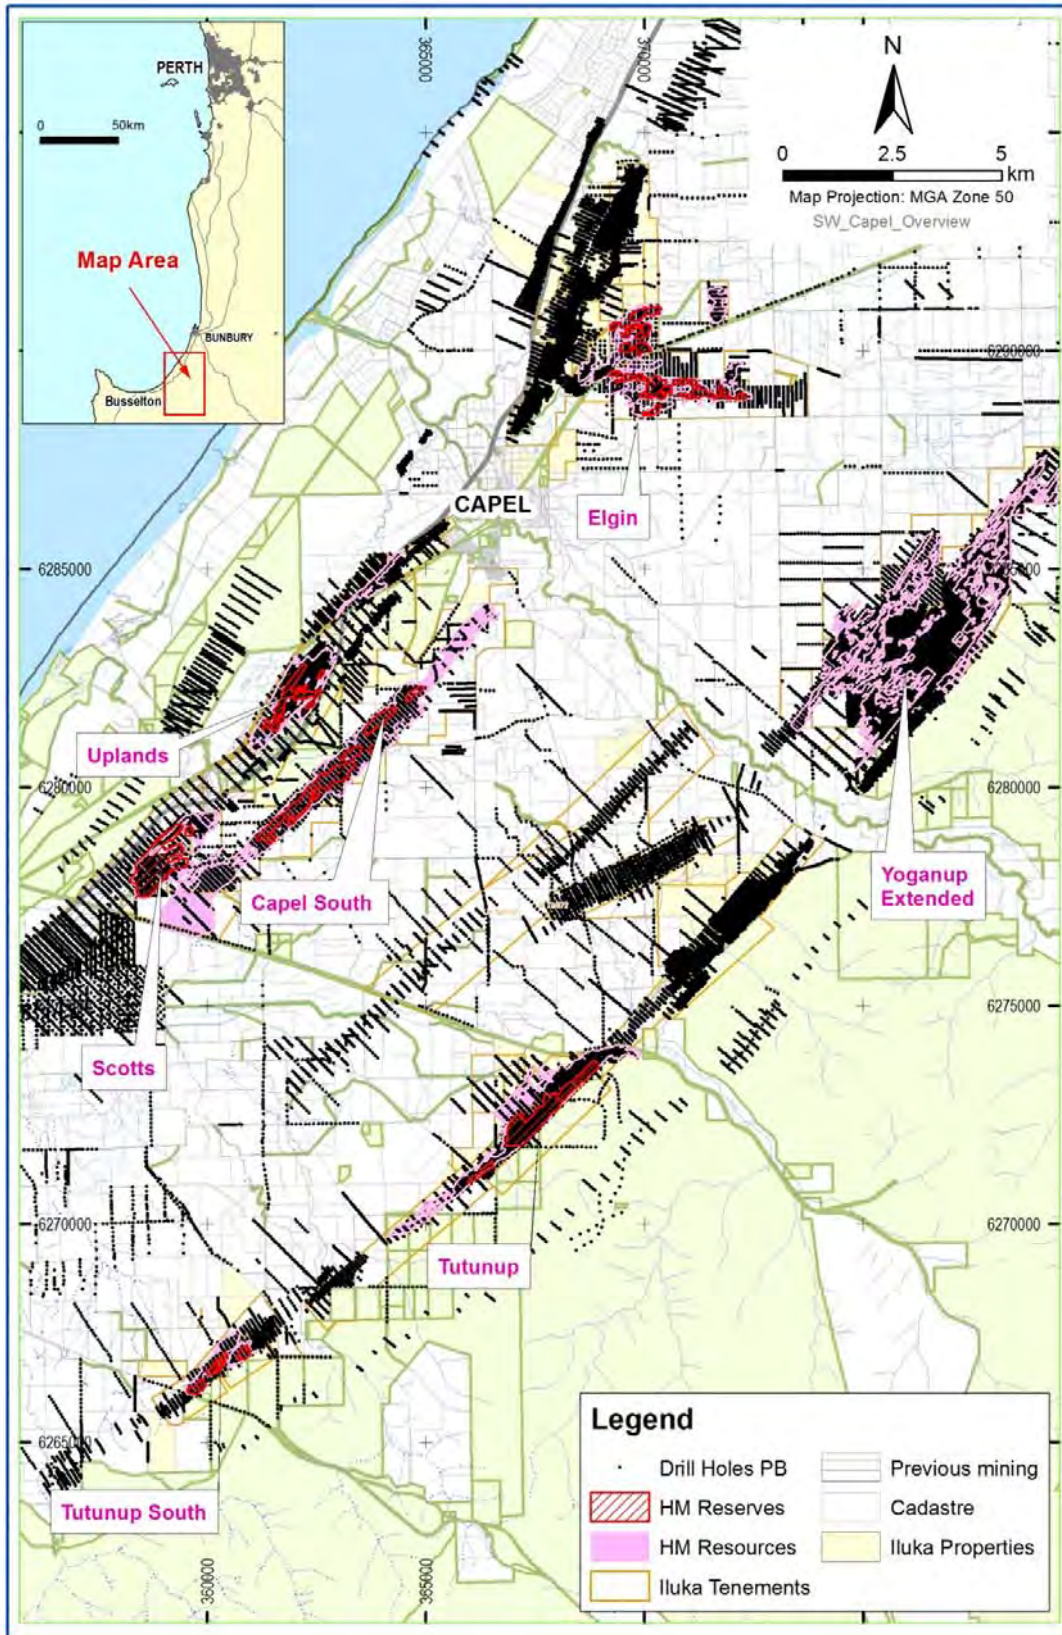 365000
370000
PERTH
0 50km
Map Area
BUNBURY
Busselton
N
0 2.5 5 km
Map Projection: MGA Zone 50
SW_Capel_Overview
6290000
CAPEL
Elgin
6285000
Uplands
6280000
Capel South
Yoganup
Extended
Scotts
6275000
6270000
6270000
Tutunup
6265000
Tutunup South
360000
365000
Legend
Drill Holes PB
HM Reserves
HM Resources
Iluka Tenements
Previous mining
Cadastre
Iluka Properties